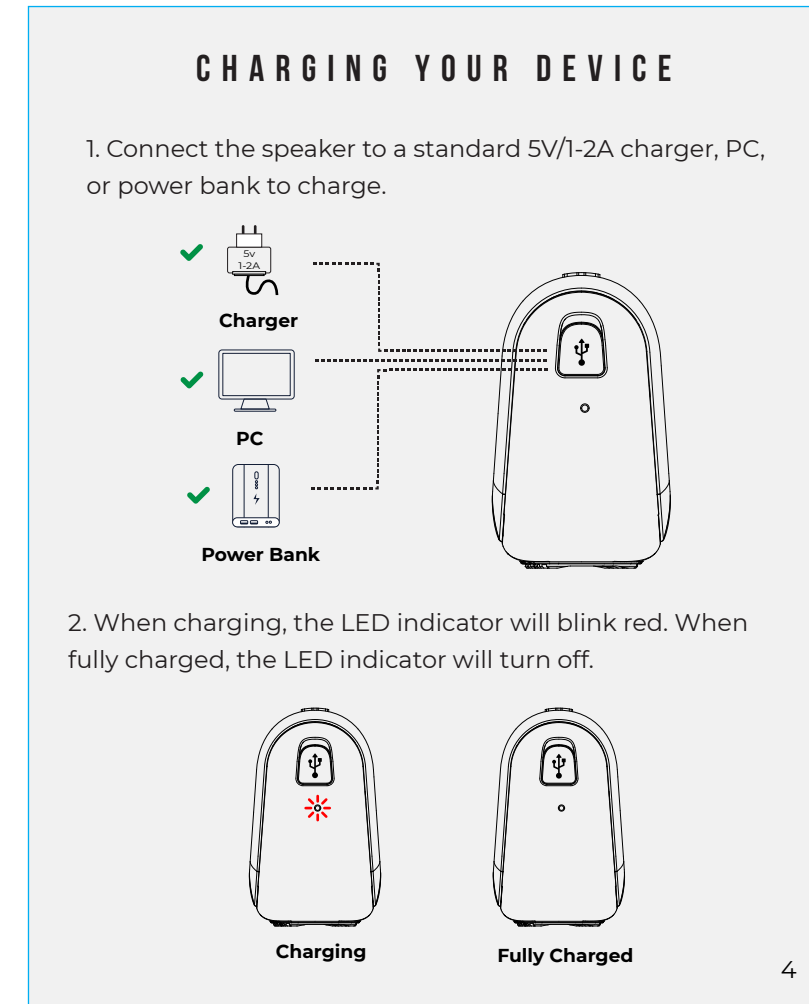 CHARGING YOUR DEVICE
1. Connect the speaker to a standard 5V/1-2A charger, PC,
or power bank to charge.
5v
1-2A
Charger
PC
Power Bank
2. When charging, the LED indicator will blink red. When
fully charged, the LED indicator will turn off.
Charging
Fully Charged
4